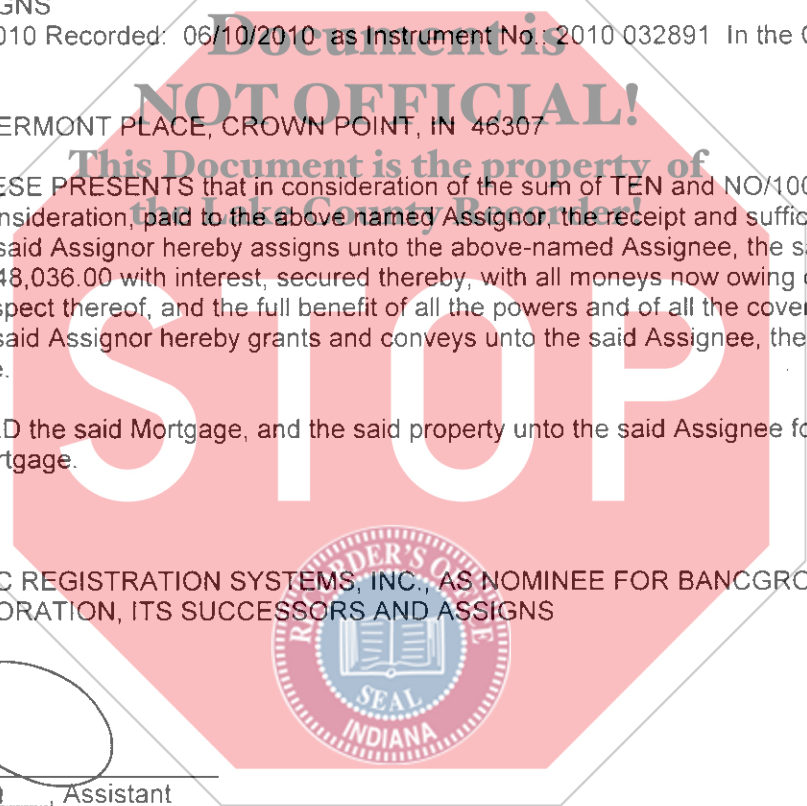 GNS
Document is
010 Recorded: 06/10/2010 as Instrument No.: 2010 032891 In the
NOT OFFICIAL!
ERMONT PLACE, CROWN POINT, IN 46307
This Document is the property of
ESE PRESENTS that in consideration of the sum of TEN and NO/100
the Lake County Recorder!
nsideration, paid to the above named Assignor, the receipt and suffic
said Assignor hereby assigns unto the above-named Assignee, the s
48,036.00 with interest, secured thereby, with all moneys now owing
spect thereof, and the full benefit of all the powers and of all the cover
said Assignor hereby grants and conveys unto the said Assignee, the
e.
STOP
D the said Mortgage, and the said property unto the said Assignee fo
rtgage.
C REGISTRATION SYSTEMS, INC., AS NOMINEE FOR BANCGRO
ORATION, ITS SUCCESSORS AND ASSIGNS
RECORDER'S OFFICE
SEAL
INDIANA
Assistant